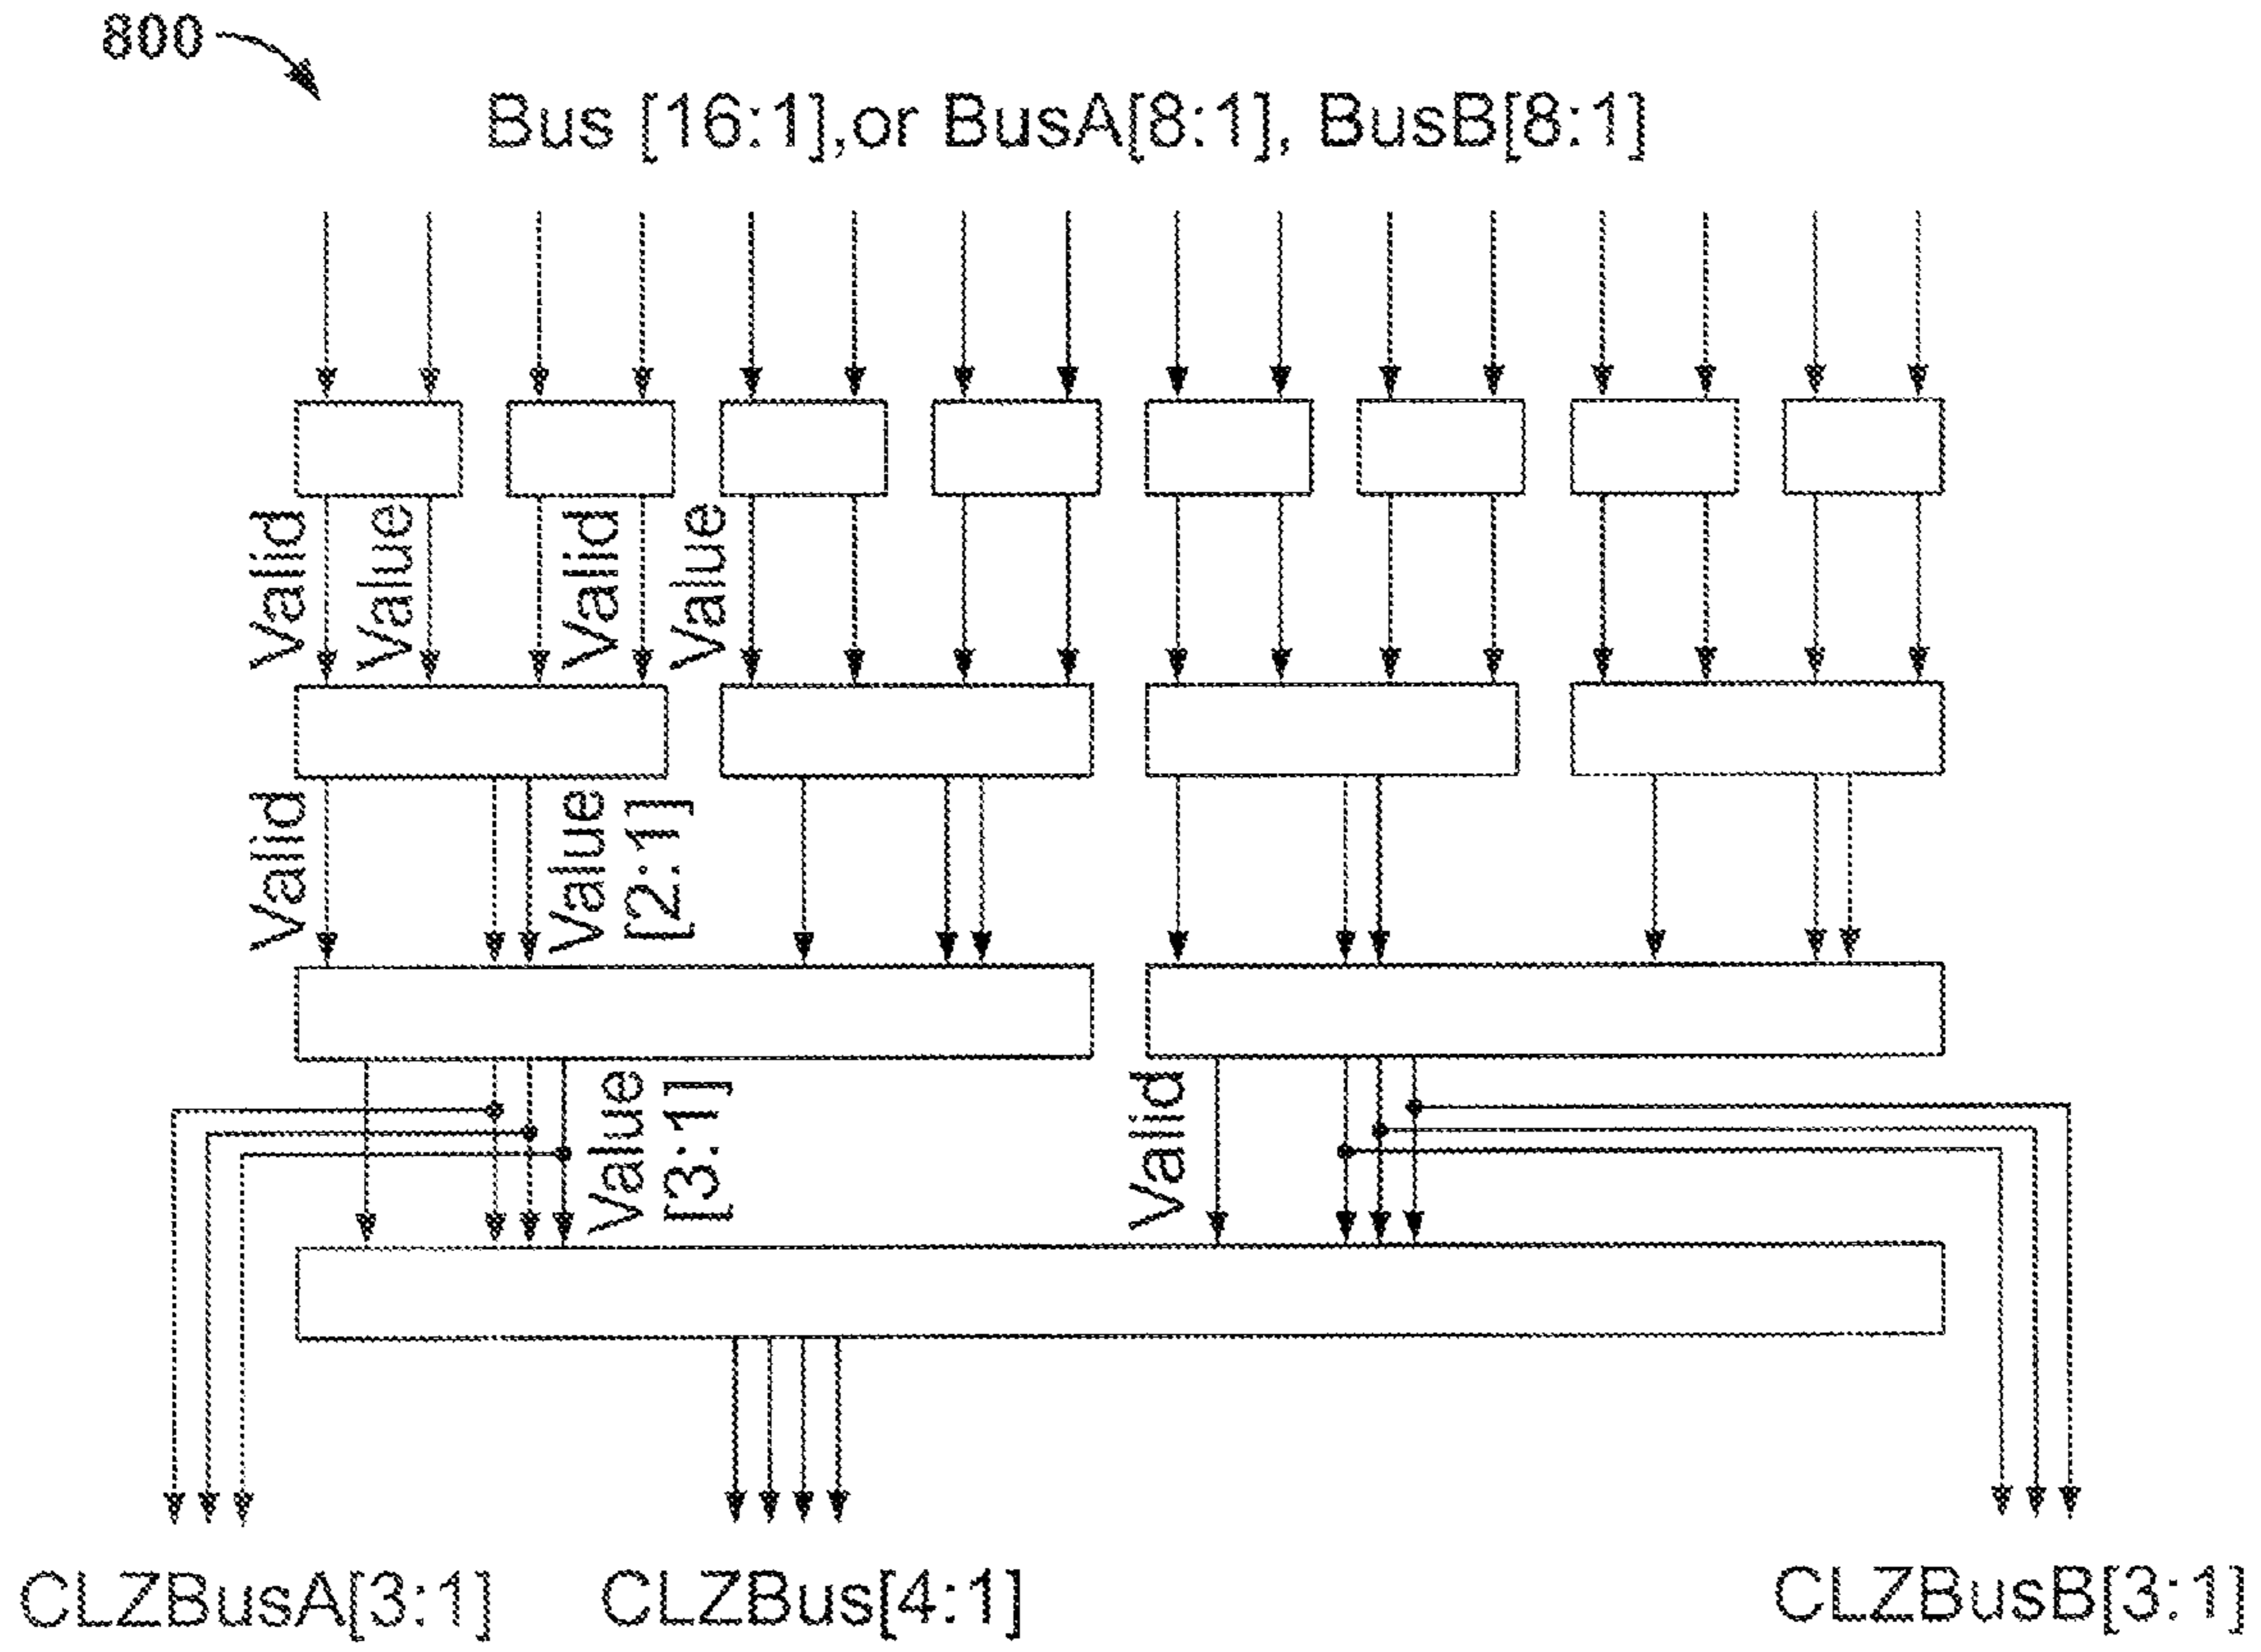 800
Bus [16:1],or BusA[8:1], BusB[8:1]
Valid
Value
Valid
Value
Valid
Value
[2:1]
Value
[3:1]
Valid
CLZBusA[3:1]
CLZBus[4:1]
CLZBusB[3:1]